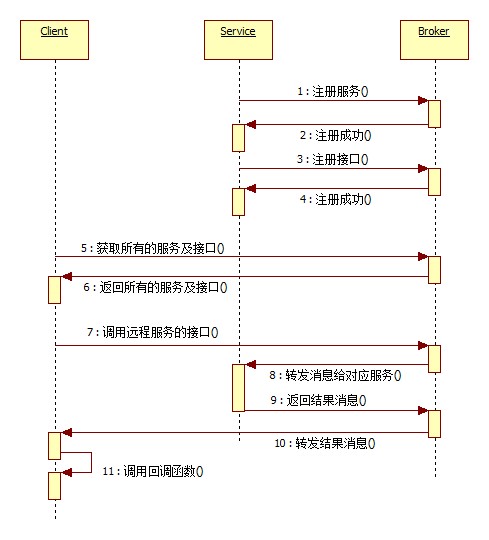 Client Service Broker
1 : 注册服务()
2 : 注册成功()
3 : 注册接口()
4 : 注册成功()
5 : 获取所有的服务及接口()
6 : 返回所有的服务及接口()
7 : 调用远程服务的接口()
8 : 转发消息给对应服务()
9 : 返回结果消息()
10 : 转发结果消息()
11 : 调用回调函数()